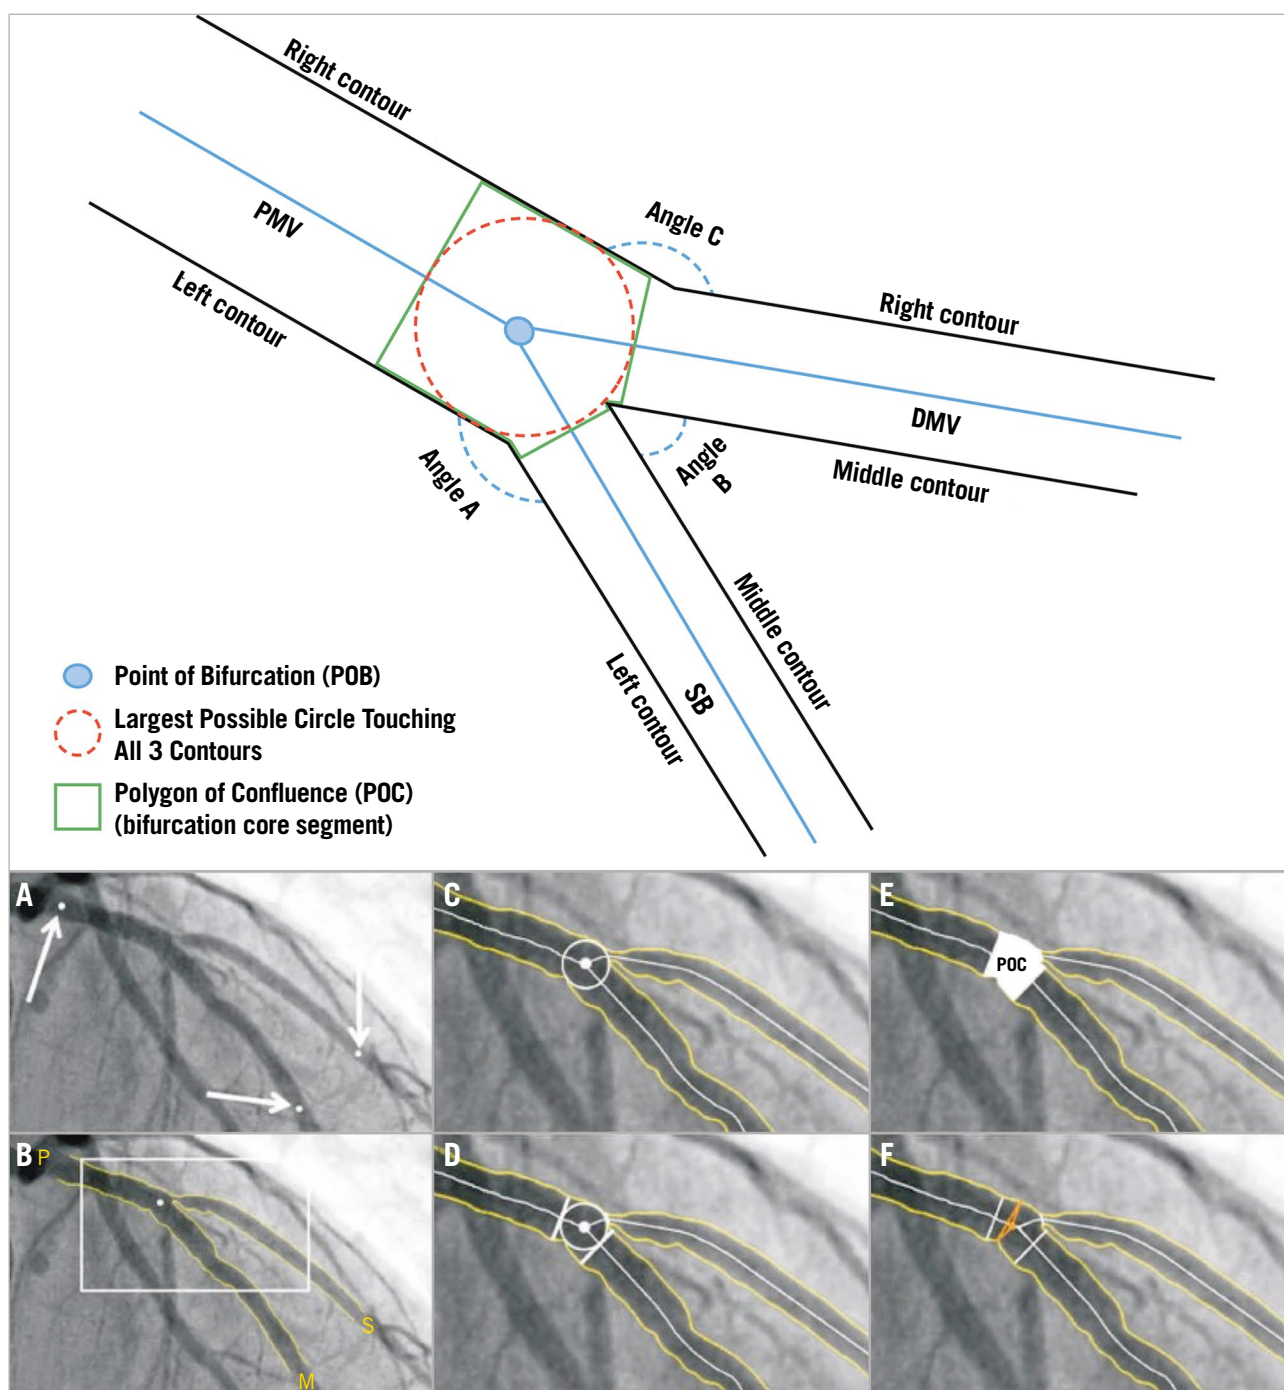 Right contour
PMV
Left contour
Angle C
Right contour
DMV
Angle
B
Middle contour
Angle A
Middle contour
Left contour
SB
Point of Bifurcation (POB)
Largest Possible Circle Touching
All 3 Contours
Polygon of Confluence (POC)
(bifurcation core segment)
A
C
E
POC
B
P
S
M
D
F